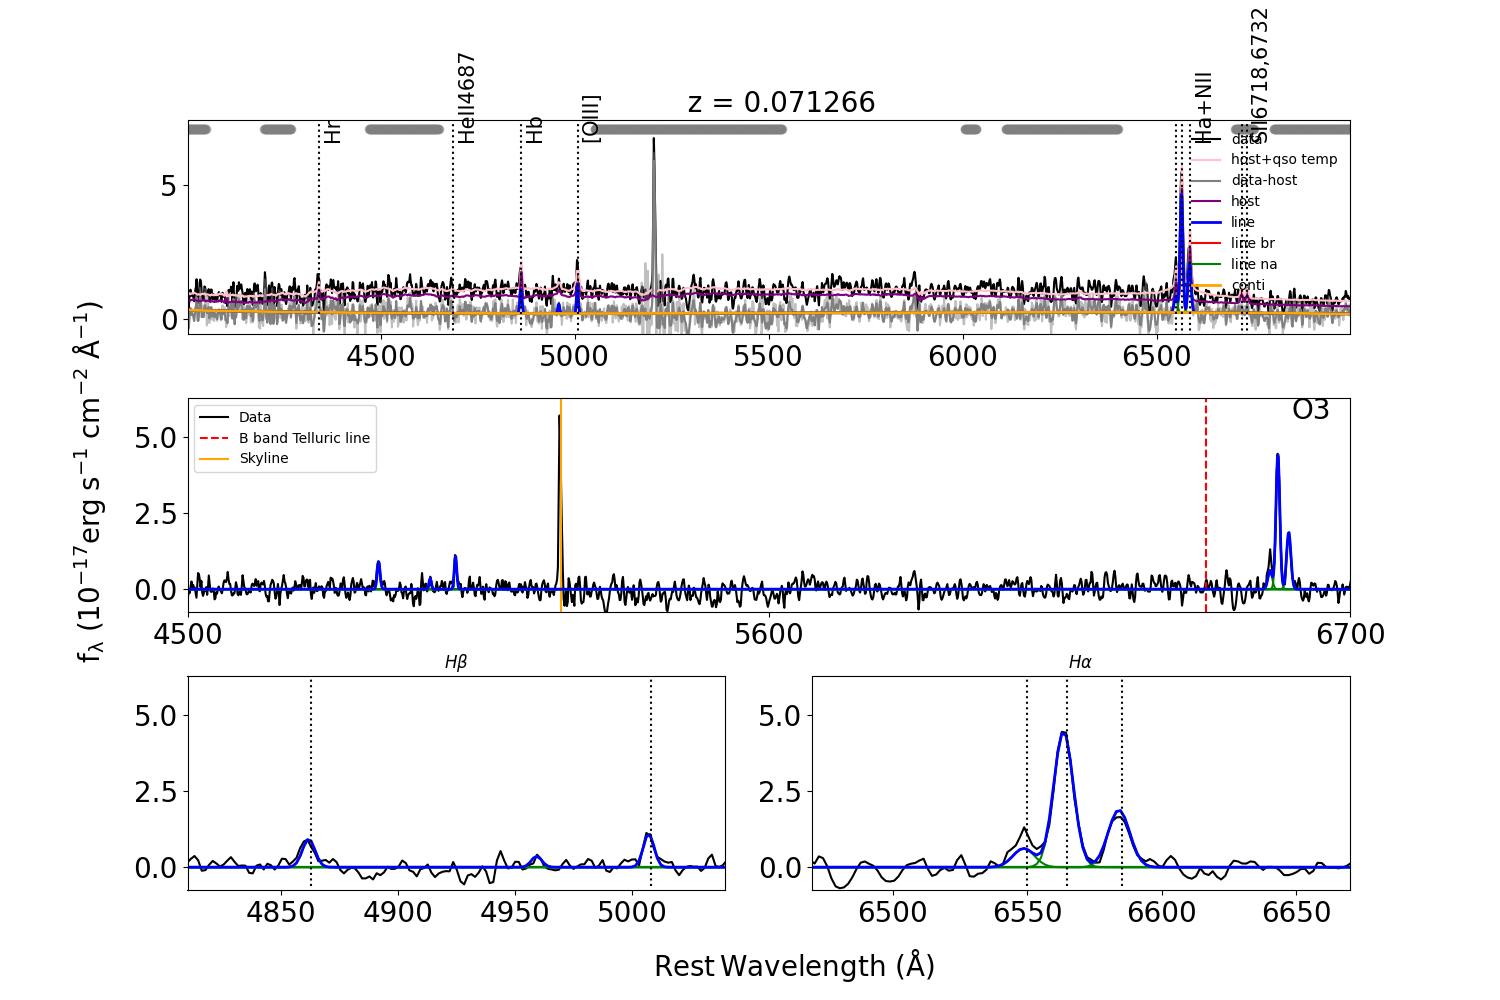 z = 0.071266
Hr
HeII4687
Hb
[OIII]
Ha+NII
SII6718,6732
data
host+qso temp
data-host
host
line
line br
line na
conti
5
0
4500
5000
5500
6000
6500
O3
Data
B band Telluric line
Skyline
5.0
2.5
0.0
4500
5600
6700
fλ (10⁻¹⁷erg s⁻¹ cm⁻² Å⁻¹)
Hβ
5.0
2.5
0.0
4850
4900
4950
5000
Hα
5.0
2.5
0.0
6500
6550
6600
6650
Rest Wavelength (Å)